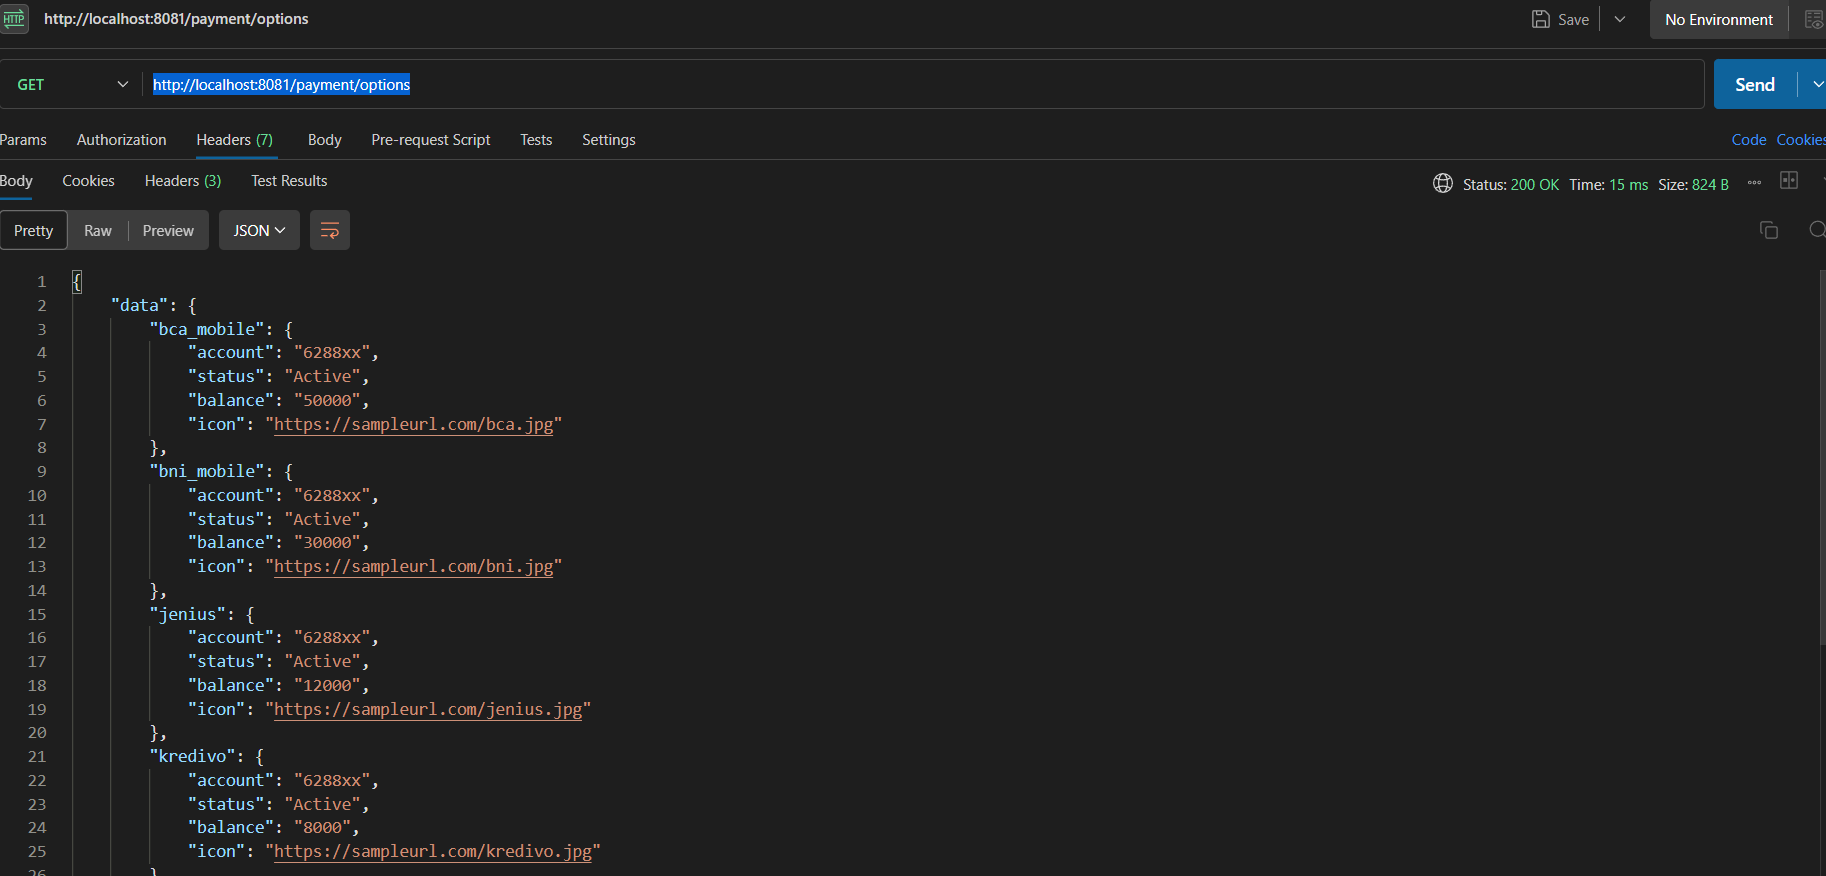 HTTP http://localhost:8081/payment/options Save No Environment
GET http://localhost:8081/payment/options Send
Params Authorization Headers (7) Body Pre-request Script Tests Settings Code Cookies
Body Cookies Headers (3) Test Results Status: 200 OK Time: 15 ms Size: 824 B
Pretty Raw Preview JSON
1 {
2 "data": {
3 "bca_mobile": {
4 "account": "6288xx",
5 "status": "Active",
6 "balance": "50000",
7 "icon": "https://sampleurl.com/bca.jpg"
8 },
9 "bni_mobile": {
10 "account": "6288xx",
11 "status": "Active",
12 "balance": "30000",
13 "icon": "https://sampleurl.com/bni.jpg"
14 },
15 "jenius": {
16 "account": "6288xx",
17 "status": "Active",
18 "balance": "12000",
19 "icon": "https://sampleurl.com/jenius.jpg"
20 },
21 "kredivo": {
22 "account": "6288xx",
23 "status": "Active",
24 "balance": "8000",
25 "icon": "https://sampleurl.com/kredivo.jpg"
26 }